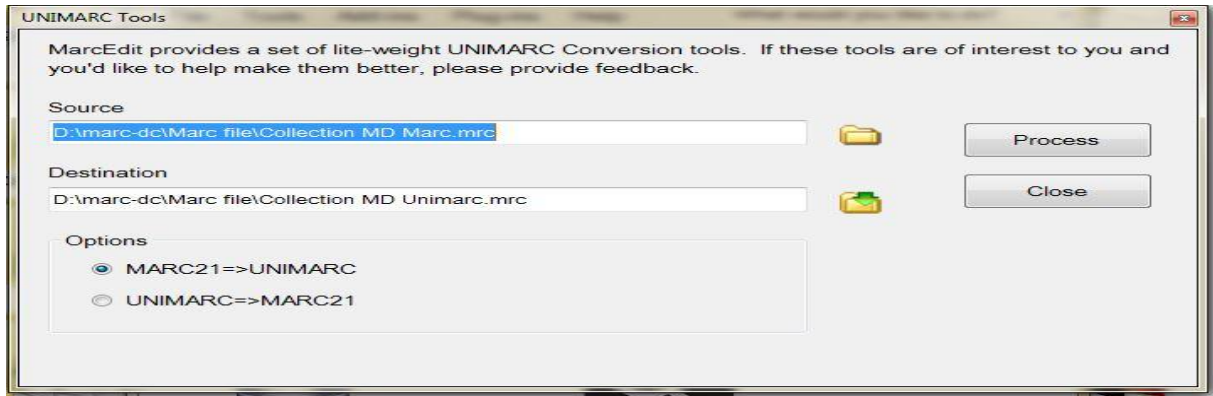 UNIMARC Tools
MarcEdit provides a set of lite-weight UNIMARC Conversion tools. If these tools are of interest to you and
you'd like to help make them better, please provide feedback.
Source
D:\marc-dc\Marc file\Collection MD Marc.mrc
Process
Destination
D:\marc-dc\Marc file\Collection MD Unimarc.mrc
Close
Options
MARC21=>UNIMARC
UNIMARC=>MARC21